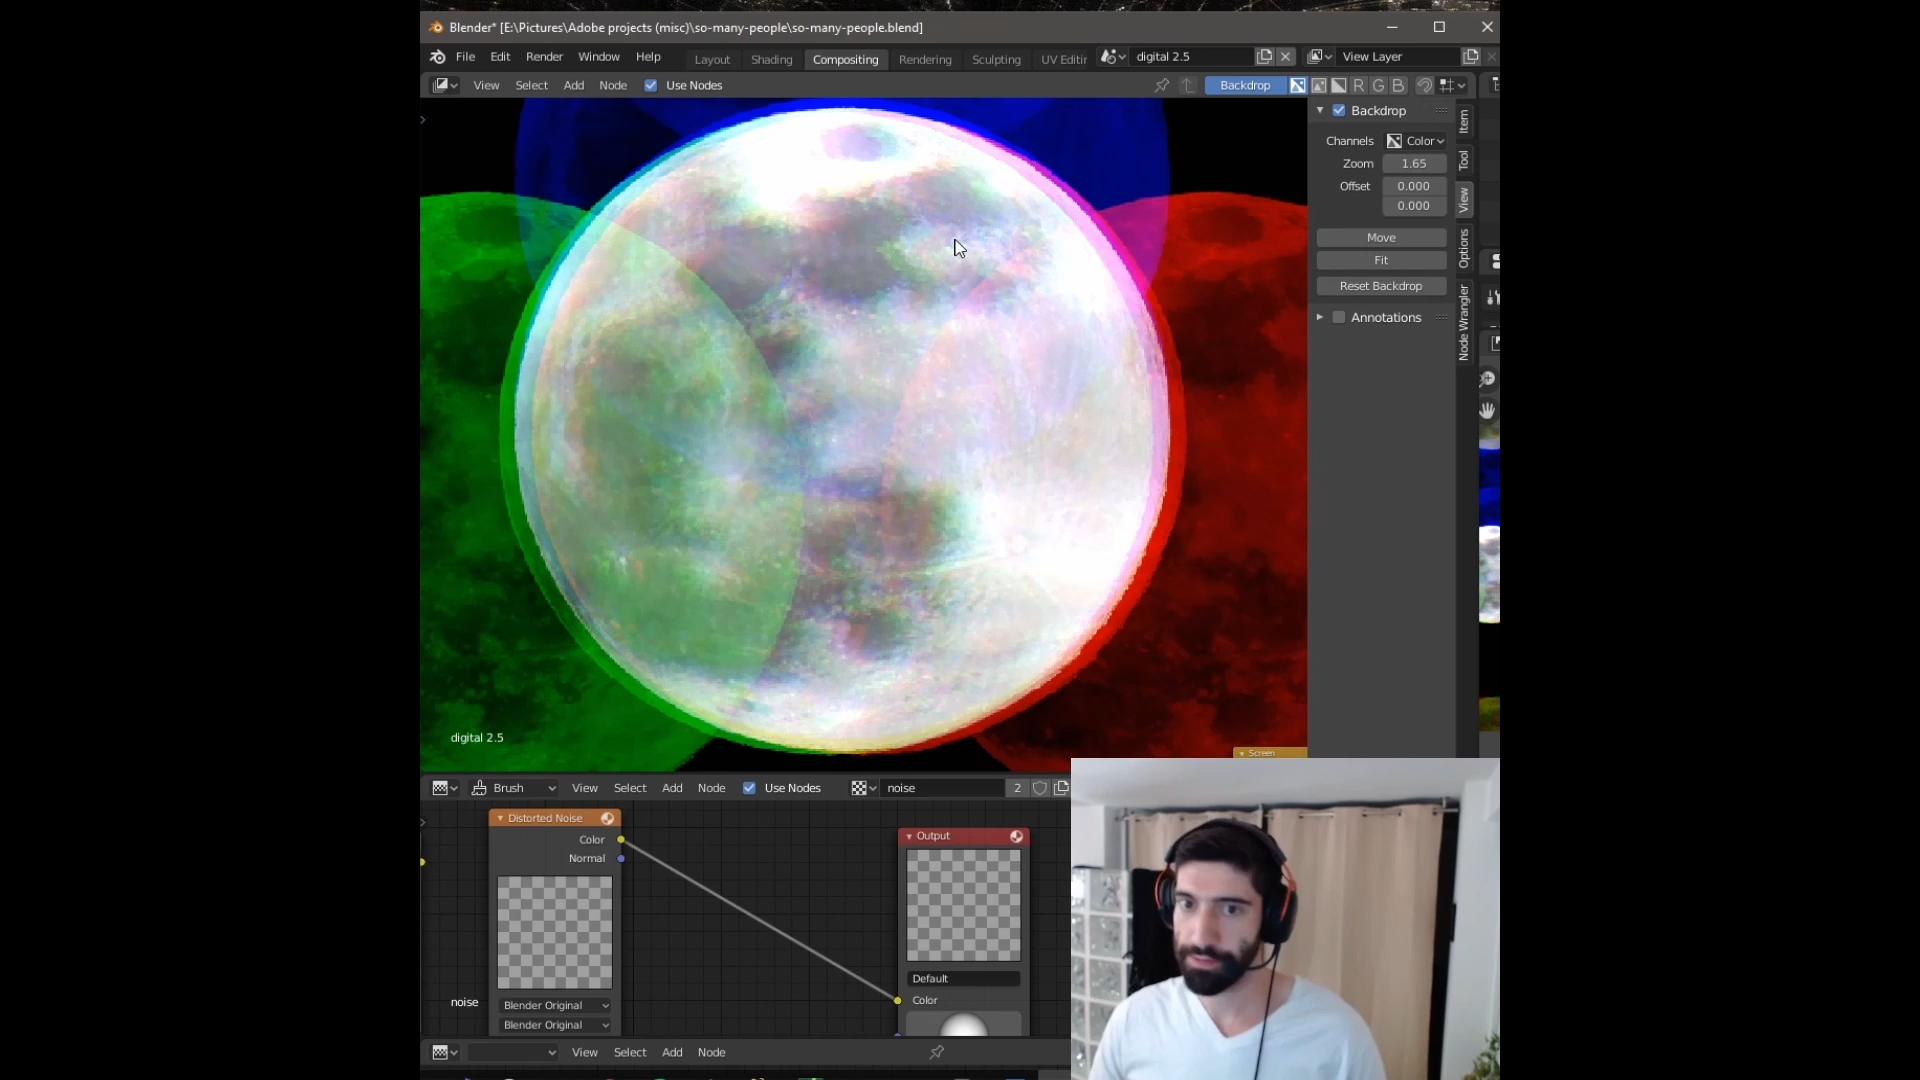 Blender* [E:\Pictures\Adobe projects (misc)\so-many-people\so-many-people.blend]
File Edit Render Window Help Layout Shading Compositing Rendering Sculpting UV Editin digital 2.5 View Layer
View Select Add Node Use Nodes Backdrop R G B
Backdrop
Channels Color
Zoom 1.65
Offset 0.000
0.000
Move
Fit
Reset Backdrop
Annotations
Item
Tool
View
Options
Node Wrangler
digital 2.5
Screen
Brush View Select Add Node Use Nodes noise 2
Distorted Noise
Color
Normal
Blender Original
Blender Original
noise
Output
Default
Color
View Select Add Node